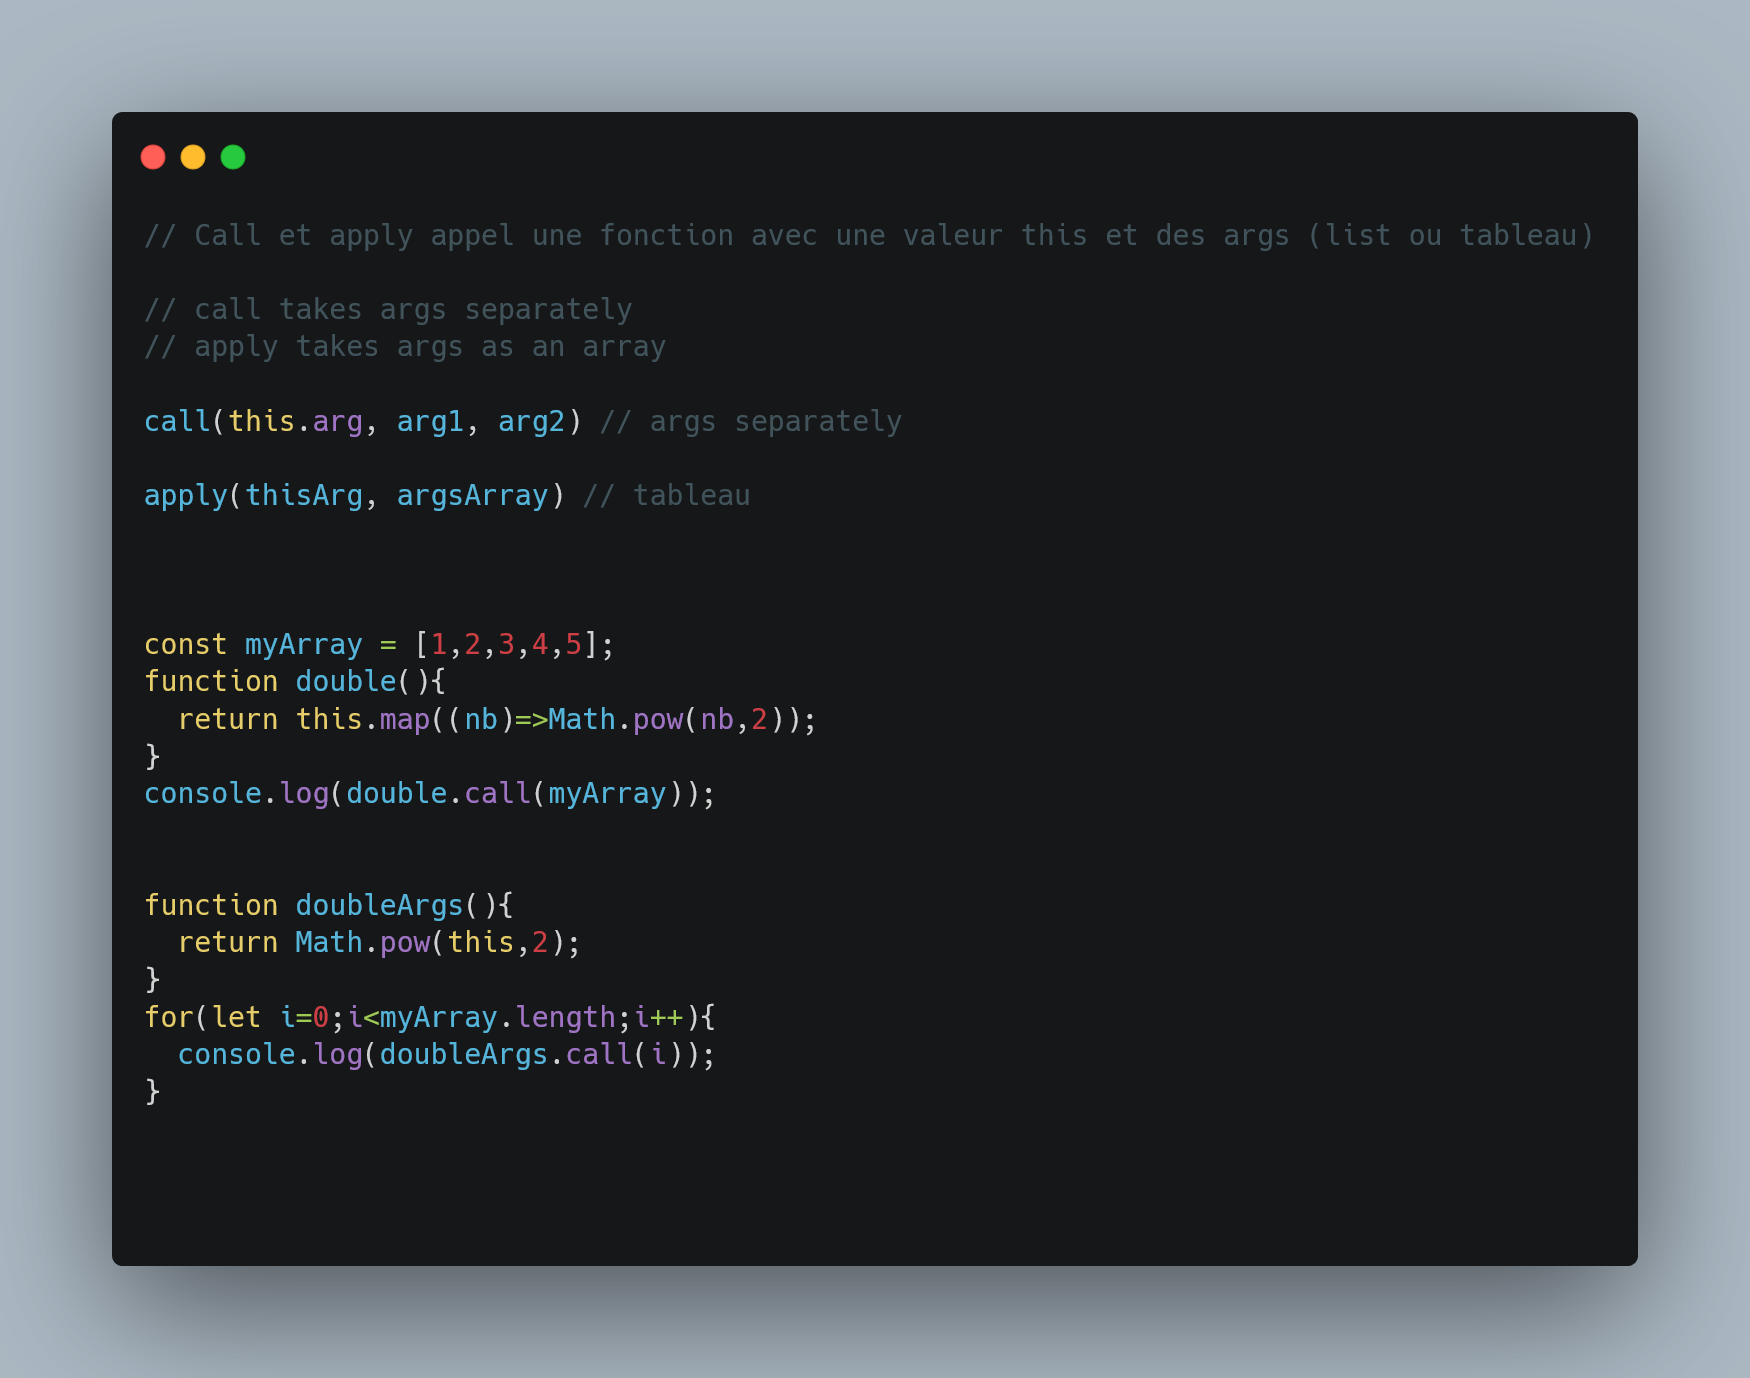 // Call et apply appel une fonction avec une valeur this et des args (list ou tableau)
// call takes args separately
// apply takes args as an array
call(this.arg, arg1, arg2) // args separately
apply(thisArg, argsArray) // tableau
const myArray = [1,2,3,4,5];
function double(){
  return this.map((nb)=>Math.pow(nb,2));
}
console.log(double.call(myArray));
function doubleArgs(){
  return Math.pow(this,2);
}
for(let i=0;i<myArray.length;i++){
  console.log(doubleArgs.call(i));
}